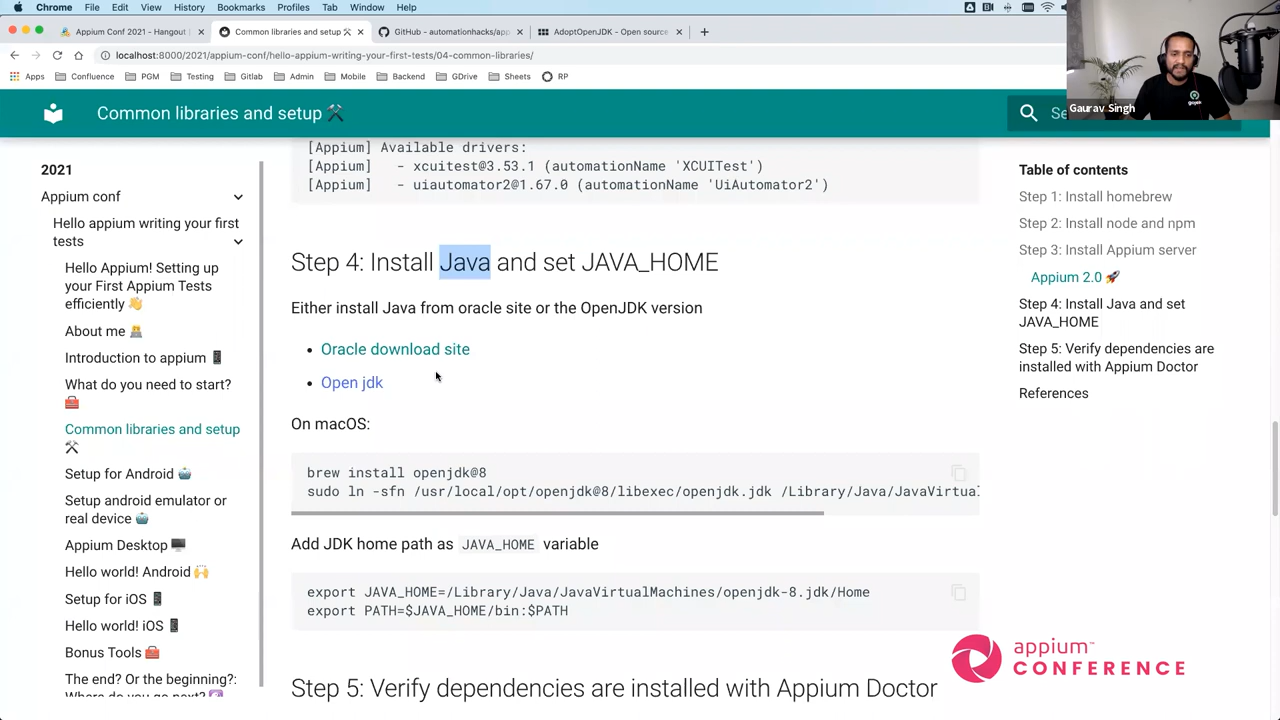 Chrome File Edit View History Bookmarks Profiles Tab Window Help
Appium Conf 2021 - Hangout
Common libraries and setup 🛠
GitHub - automationhacks/app
AdoptOpenJDK - Open source
localhost:8000/2021/appium-conf/hello-appium-writing-your-first-tests/04-common-libraries/
Apps Confluence PGM Testing Gitlab Admin Mobile Backend GDrive Sheets RP
Gaurav Singh
Common libraries and setup 🛠
Se
2021
Appium conf
Hello appium writing your first
tests
Hello Appium! Setting up
your First Appium Tests
efficiently 👋
About me 👨‍💻
Introduction to appium 📱
What do you need to start?
🧰
Common libraries and setup
🛠
Setup for Android 🤖
Setup android emulator or
real device 🤖
Appium Desktop 🖥
Hello world! Android 🙌
Setup for iOS 📱
Hello world! iOS 📱
Bonus Tools 🧰
The end? Or the beginning?:
Where do you go next?
[Appium] Available drivers:
[Appium]   - xcuitest@3.53.1 (automationName 'XCUITest')
[Appium]   - uiautomator2@1.67.0 (automationName 'UiAutomator2')
Step 4: Install Java and set JAVA_HOME
Either install Java from oracle site or the OpenJDK version
• Oracle download site
• Open jdk
On macOS:
brew install openjdk@8
sudo ln -sfn /usr/local/opt/openjdk@8/libexec/openjdk.jdk /Library/Java/JavaVirtual
Add JDK home path as JAVA_HOME variable
export JAVA_HOME=/Library/Java/JavaVirtualMachines/openjdk-8.jdk/Home
export PATH=$JAVA_HOME/bin:$PATH
Step 5: Verify dependencies are installed with Appium Doctor
Table of contents
Step 1: Install homebrew
Step 2: Install node and npm
Step 3: Install Appium server
Appium 2.0 🚀
Step 4: Install Java and set
JAVA_HOME
Step 5: Verify dependencies are
installed with Appium Doctor
References
appium™
CONFERENCE